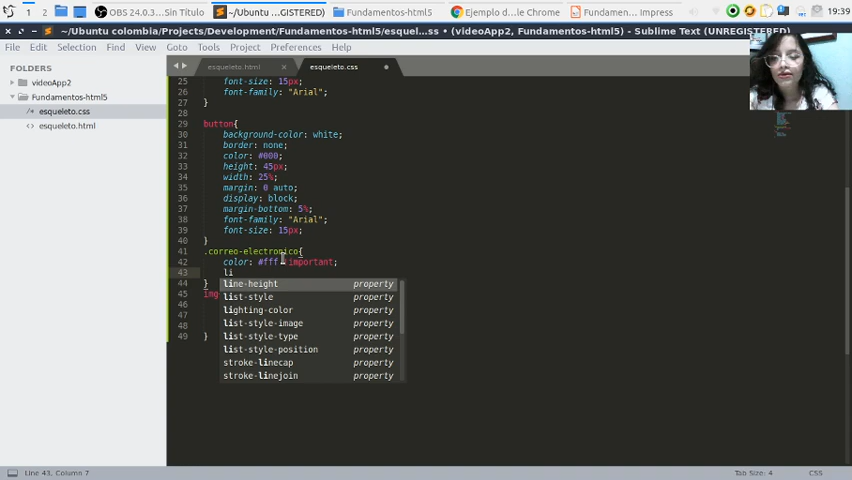 OBS 24.0.3... Sin Título
~/Ubuntu ...GISTERED)
Fundamentos-html5
Ejemplo d...le Chrome
Fundamen... Impress
19:39
1 2
~/Ubuntu colombia/Projects/Development/Fundamentos-html5/esquel...ss • (videoApp2, Fundamentos-html5) - Sublime Text (UNREGISTERED)
File Edit Selection Find View Goto Tools Project Preferences Help
FOLDERS
videoApp2
Fundamentos-html5
esqueleto.css
esqueleto.html
esqueleto.html
esqueleto.css
25 font-size: 15px;
26 font-family: "Arial";
27 }
28
29 button{
30 background-color: white;
31 border: none;
32 color: #000;
33 height: 45px;
34 width: 25%;
35 margin: 0 auto;
36 display: block;
37 margin-bottom: 5%;
38 font-family: "Arial";
39 font-size: 15px;
40 }
41 .correo-electronico{
42 color: #fff !important;
43 li
44 }
45 img
46
47
48
49 }
line-height property
list-style property
lighting-color property
list-style-image property
list-style-type property
list-style-position property
stroke-linecap property
stroke-linejoin property
Line 43, Column 7
Tab Size: 4
CSS